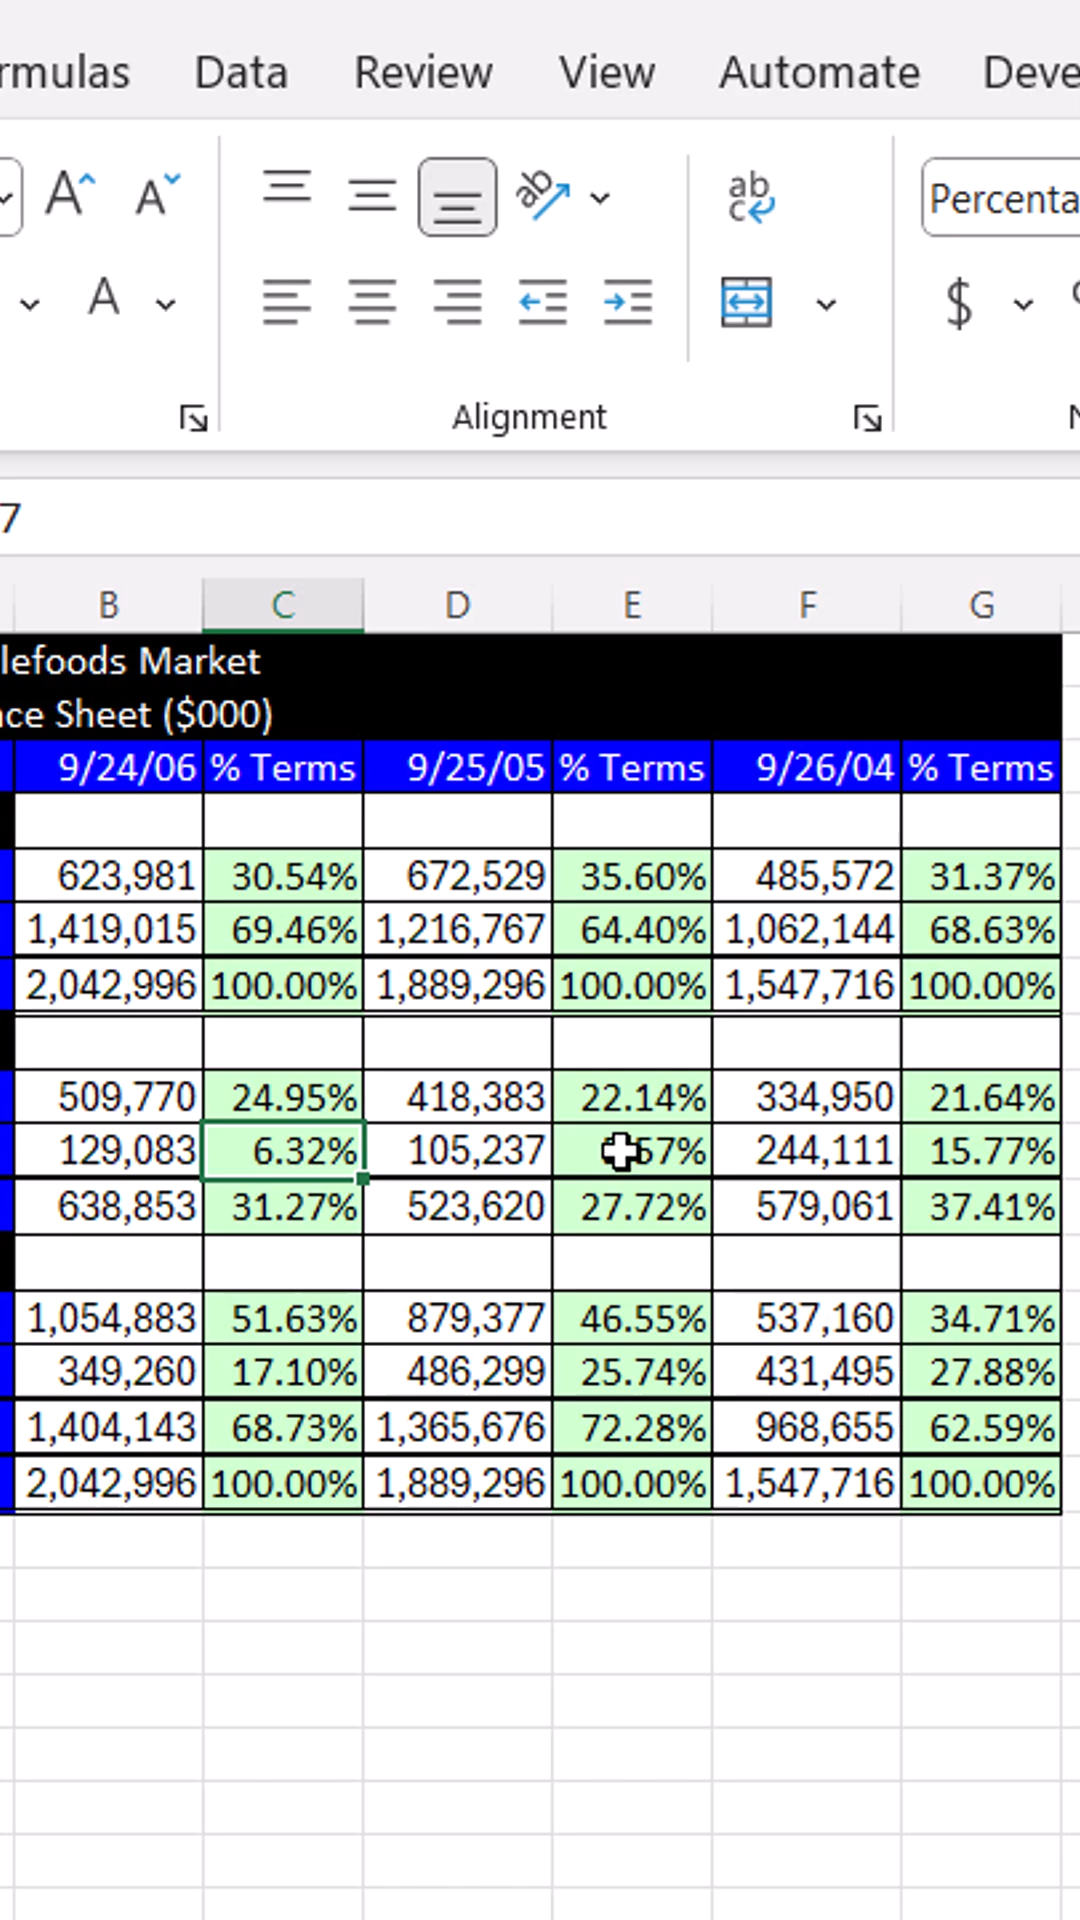 rmulas Data Review View Automate Deve
A A ab ab c Percenta
A $
Alignment
7
B C D E F G
lefoods Market
ce Sheet ($000)
9/24/06 % Terms 9/25/05 % Terms 9/26/04 % Terms
623,981 30.54% 672,529 35.60% 485,572 31.37%
1,419,015 69.46% 1,216,767 64.40% 1,062,144 68.63%
2,042,996 100.00% 1,889,296 100.00% 1,547,716 100.00%
509,770 24.95% 418,383 22.14% 334,950 21.64%
129,083 6.32% 105,237 57% 244,111 15.77%
638,853 31.27% 523,620 27.72% 579,061 37.41%
1,054,883 51.63% 879,377 46.55% 537,160 34.71%
349,260 17.10% 486,299 25.74% 431,495 27.88%
1,404,143 68.73% 1,365,676 72.28% 968,655 62.59%
2,042,996 100.00% 1,889,296 100.00% 1,547,716 100.00%